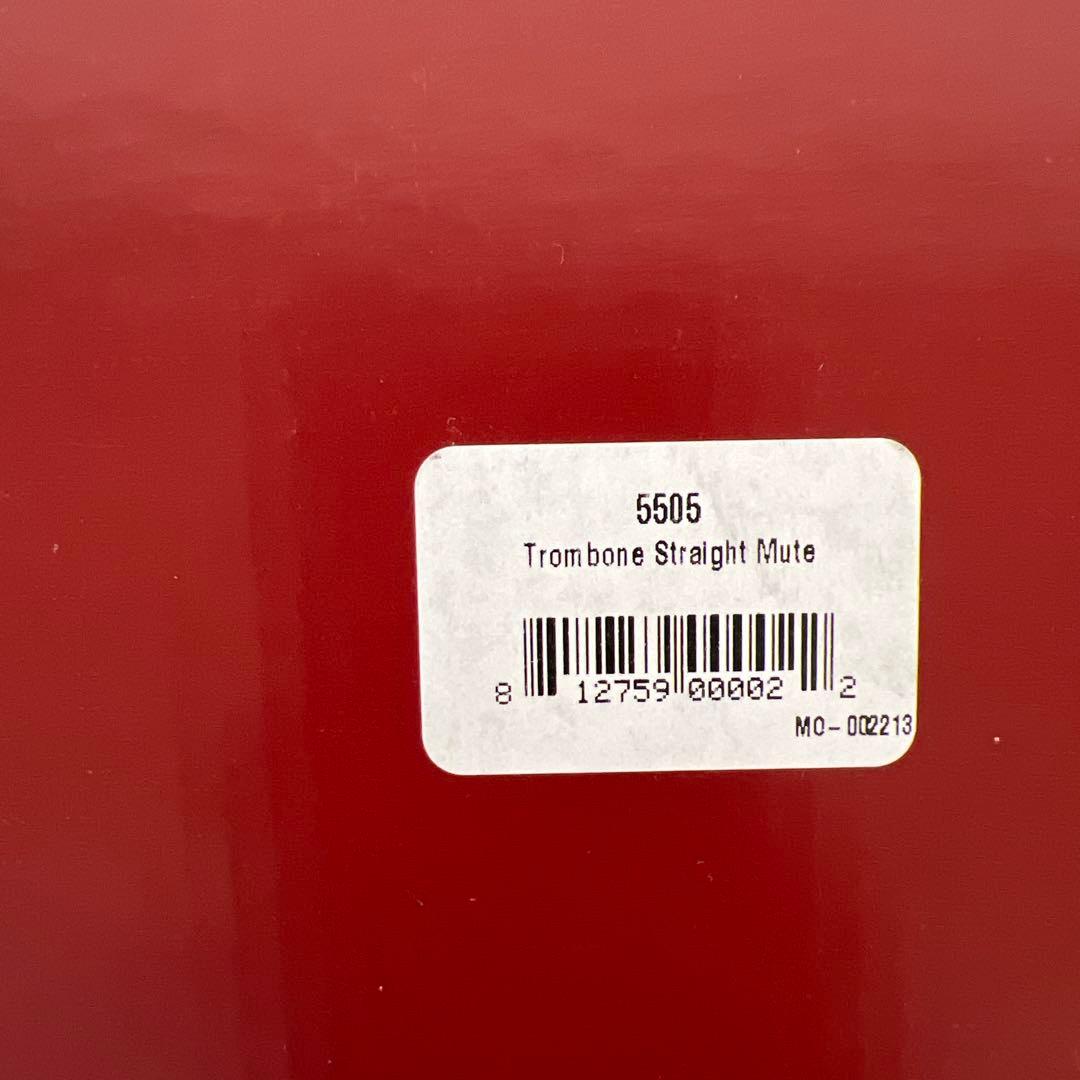 5505
Trombone Straight Mute
8 12759 00002 2
MO-002213